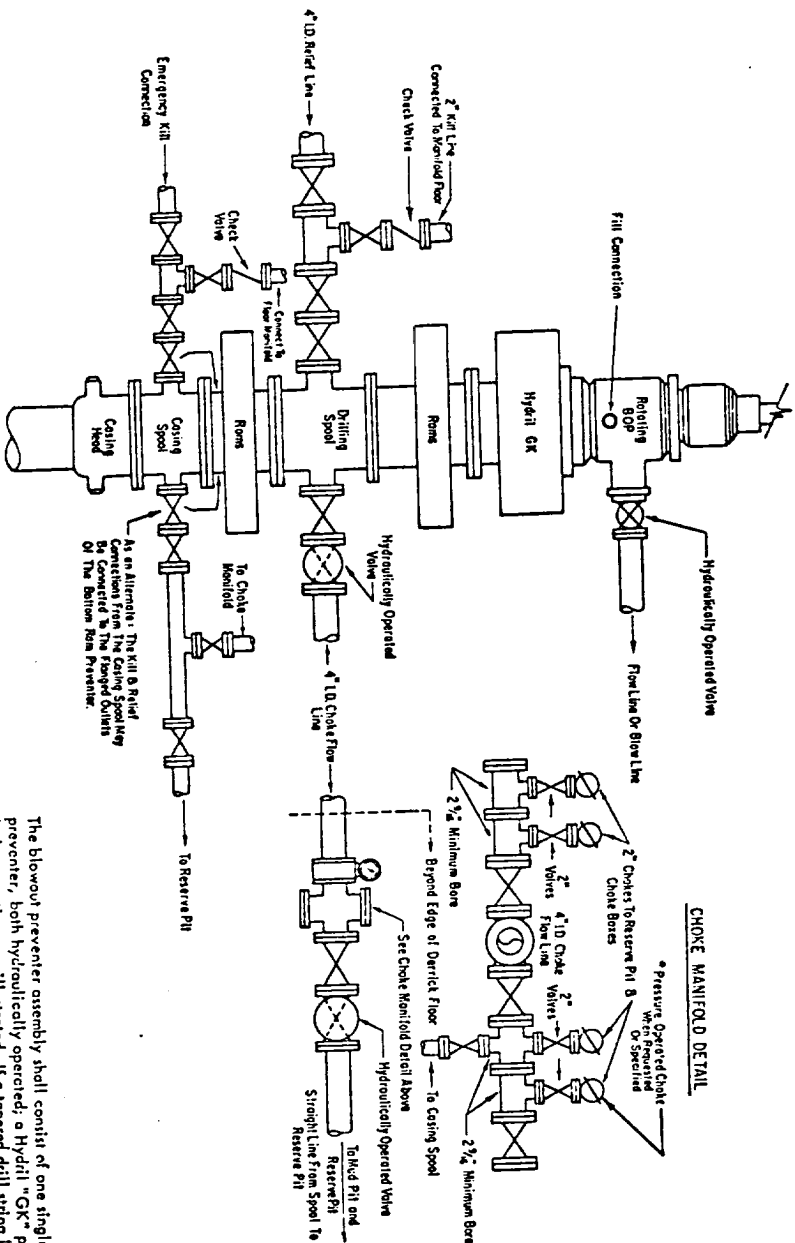 4" I.D. Relief Line
2" Kill Line
Connected To Manifold Floor
Check Valve
Fill Connection
Emergency Kill
Connection
Check
Valve
Connect To
Floor Manifold
Rotating
BOP
Hydraulically Operated Valve
Flow Line Or Blow Line
Hydril GK
Rams
Drilling
Spool
Hydraulically Operated
Valve
4" I.D. Choke Flow
Line
Rams
Casing
Spool
Casing
Head
To Choke
Manifold
To Reserve Pit
As an Alternate: The Kill & Relief
Connections From The Casing Spool May
Be Connected To The Flanged Outlets
Of The Bottom Ram Preventer.
CHOKE MANIFOLD DETAIL
2" Chokes To Reserve Pit &
Choke Boxes
* Pressure Operated Choke
When Requested
Or Specified
2 9/16" Minimum Bore
2"
Valves
4" I.D. Choke
Flow Line
2"
Valves
2 9/16" Minimum Bore
To Casing Spool
Beyond Edge of Derrick Floor
See Choke Manifold Detail Above
Hydraulically Operated Valve
To Mud Pit and
Reserve Pit
Straight Line From Spool To
Reserve Pit
The blowout preventer assembly shall consist of one singl
preventer, both hydraulically operated; a Hydril "GK" p
If a tapered drill string